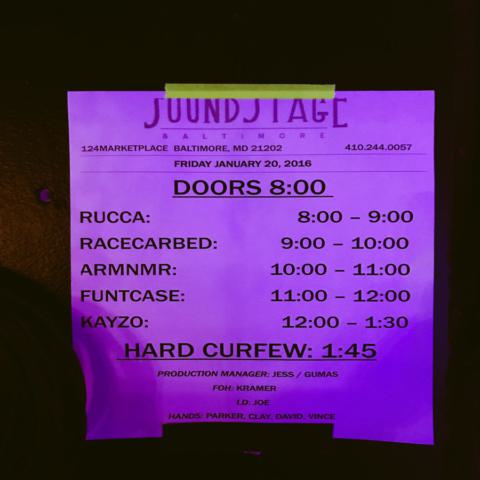 SOUNDSTAGE
BALTIMORE
124MARKETPLACE BALTIMORE, MD 21202 410.244.0057
FRIDAY JANUARY 20, 2016
DOORS 8:00
RUCCA: 8:00 – 9:00
RACECARBED: 9:00 – 10:00
ARMNMR: 10:00 – 11:00
FUNTCASE: 11:00 – 12:00
KAYZO: 12:00 – 1:30
HARD CURFEW: 1:45
PRODUCTION MANAGER: JESS / GUMAS
FOH: KRAMER
LD: JOE
HANDS: PARKER, CLAY, DAVID, VINCE